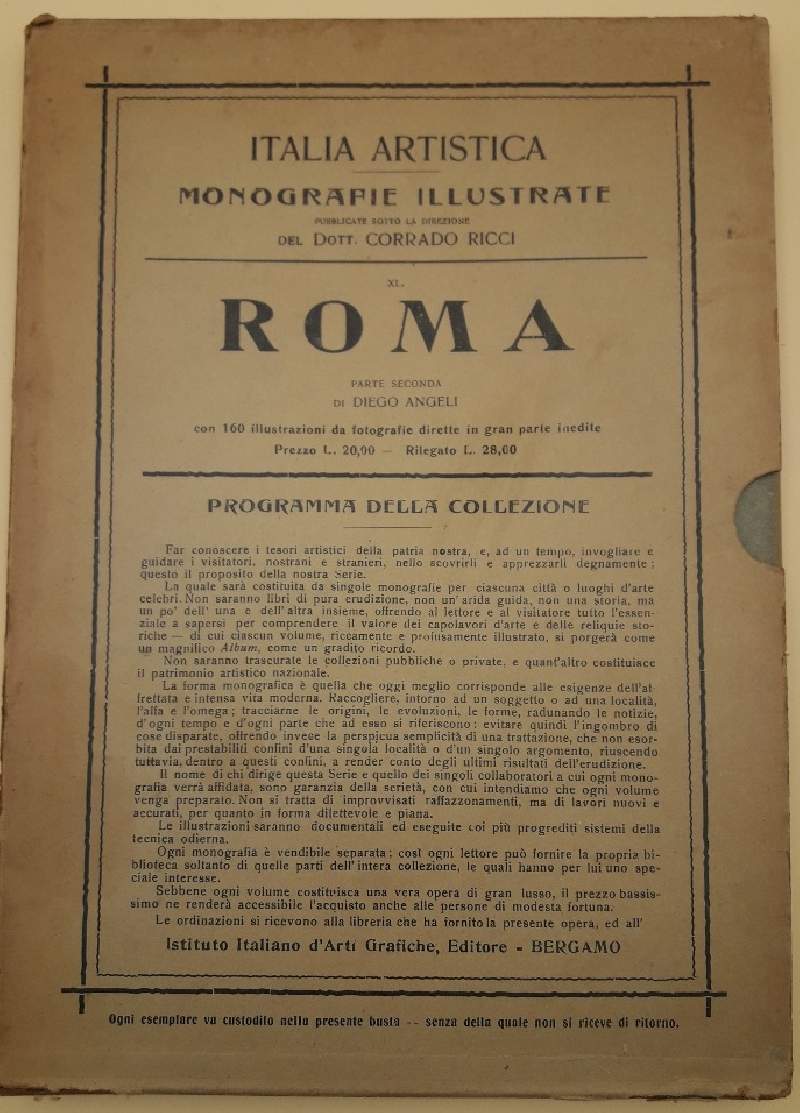 ITALIA ARTISTICA
MONOGRAFIE ILLUSTRATE
PUBBLICATE SOTTO LA DIREZIONE
DEL DOTT. CORRADO RICCI
XL.
ROMA
PARTE SECONDA
DI DIEGO ANGELI
con 160 illustrazioni da fotografie dirette in gran parte inedite
Prezzo L. 20,00 — Rilegato L. 28,00
PROGRAMMA DELLA COLLEZIONE
Far conoscere i tesori artistici della patria nostra, e, ad un tempo, invogliare e
guidare i visitatori, nostrani e stranieri, nello scovrirli e apprezzarli degnamente:
questo il proposito della nostra Serie.
La quale sarà costituita da singole monografie per ciascuna città o luoghi d'arte
celebri. Non saranno libri di pura erudizione, non un'arida guida, non una storia, ma
un po' dell' una e dell'altra insieme, offrendo al lettore e al visitatore tutto l'essen-
ziale a sapersi per comprendere il valore dei capolavori d'arte e delle reliquie sto-
riche — di cui ciascun volume, riccamente e profusamente illustrato, si porgerà come
un magnifico Album, come un gradito ricordo.
Non saranno trascurate le collezioni pubbliche o private, e quant'altro costituisce
il patrimonio artistico nazionale.
La forma monografica è quella che oggi meglio corrisponde alle esigenze dell'af
frettata e intensa vita moderna. Raccogliere, intorno ad un soggetto o ad una località,
l'alfa e l'omega; tracciarne le origini, le evoluzioni, le forme, radunando le notizie,
d'ogni tempo e d'ogni parte che ad esso si riferiscono: evitare quindi l'ingombro di
cose disparate, offrendo invece la perspicua semplicità di una trattazione, che non esor-
bita dai prestabiliti confini d'una singola località o d'un singolo argomento, riuscendo
tuttavia, dentro a questi confini, a render conto degli ultimi risultati dell'erudizione.
Il nome di chi dirige questa Serie e quello dei singoli collaboratori a cui ogni mono-
grafia verrà affidata, sono garanzia della serietà, con cui intendiamo che ogni volume
venga preparato. Non si tratta di improvvisati raffazzonamenti, ma di lavori nuovi e
accurati, per quanto in forma dilettevole e piana.
Le illustrazioni saranno documentali ed eseguite coi più progrediti sistemi della
tecnica odierna.
Ogni monografia è vendibile separata; così ogni lettore può fornire la propria bi-
blioteca soltanto di quelle parti dell'intera collezione, le quali hanno per lui uno spe-
ciale interesse.
Sebbene ogni volume costituisca una vera opera di gran lusso, il prezzo bassis-
simo ne renderà accessibile l'acquisto anche alle persone di modesta fortuna.
Le ordinazioni si ricevono alla libreria che ha fornito la presente opera, ed all'
Istituto Italiano d'Arti Grafiche, Editore - BERGAMO
Ogni esemplare va custodito nella presente busta -- senza della quale non si riceve di ritorno.